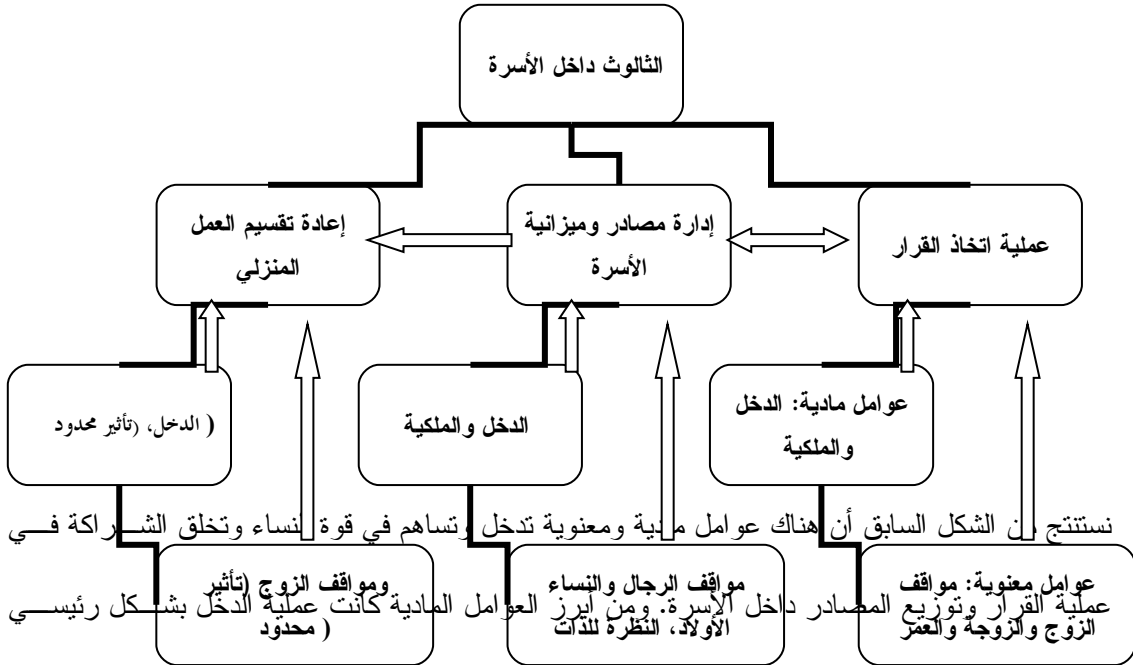 الثالوث داخل الأسرة
عملية اتخاذ القرار
إدارة مصادر وميزانية
الأسرة
إعادة تقسيم العمل
المنزلي
عوامل مادية: الدخل
والملكية
الدخل والملكية
( الدخل، (تأثير محدود
نستنتج من الشكل السابق أن هناك عوامل مادية ومعنوية تدخل وتساهم في قوة النساء وتخلق الشراكة في
عملية القرار وتوزيع المصادر داخل الأسرة. ومن أبرز العوامل المادية كانت عملية الدخل بشكل رئيسي
عوامل معنوية: مواقف
الزوج والزوجة والعمر
مواقف الرجال والنساء
الأولاد، النظرة للذات
ومواقف الزوج (تأثير
( محدود